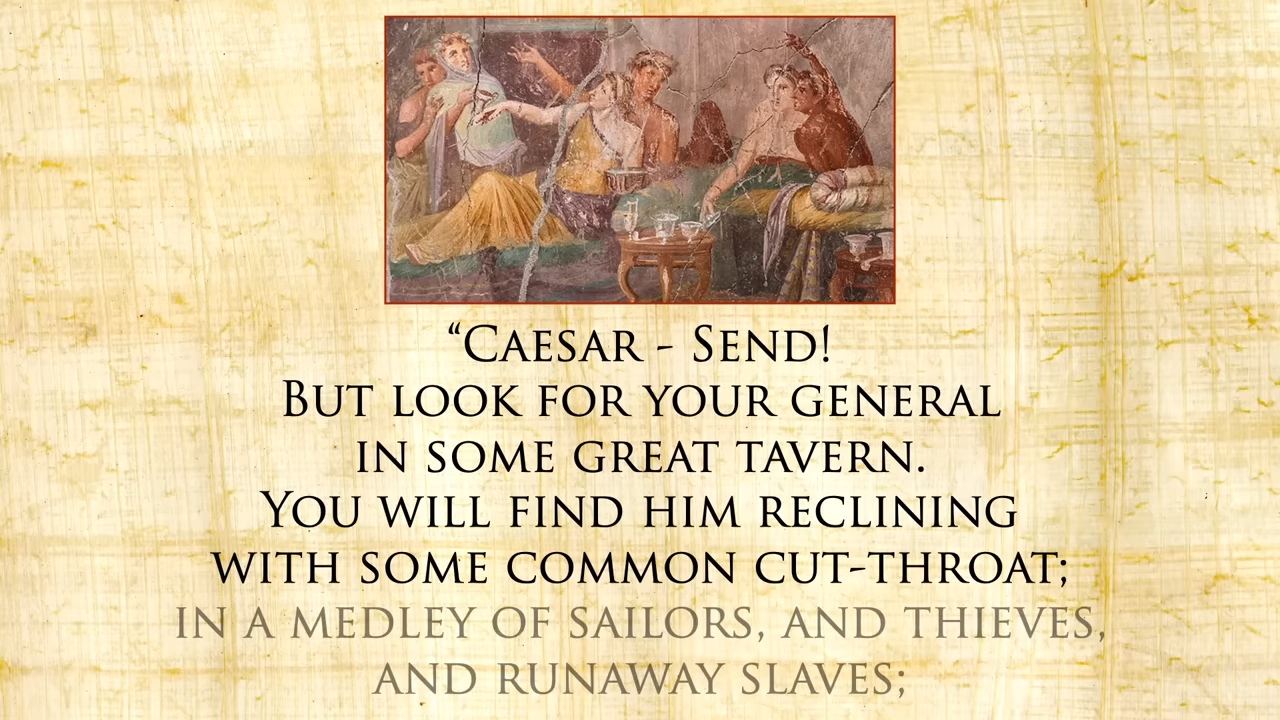 “Caesar - Send!
But look for your general
in some great tavern.
You will find him reclining
with some common cut-throat;
in a medley of sailors, and thieves,
and runaway slaves;